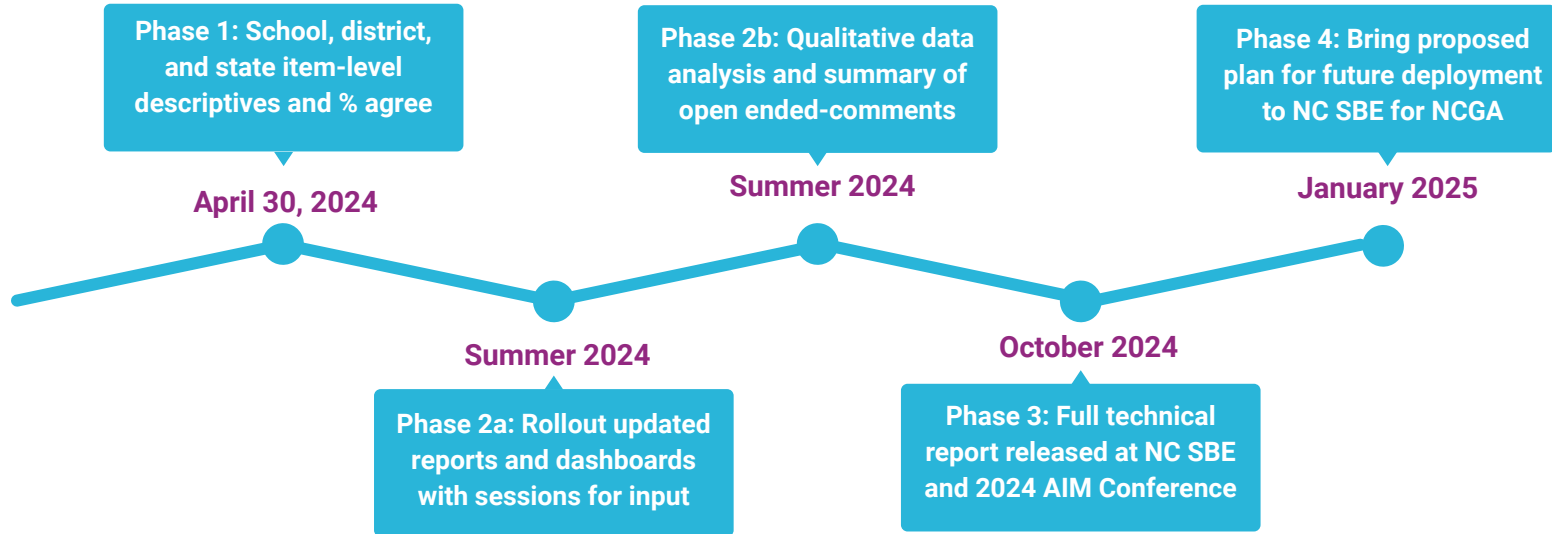 Phase 1: School, district,
and state item-level
descriptives and % agree
April 30, 2024
Summer 2024
Phase 2a: Rollout updated
reports and dashboards
with sessions for input
Phase 2b: Qualitative data
analysis and summary of
open ended-comments
Summer 2024
October 2024
Phase 3: Full technical
report released at NC SBE
and 2024 AIM Conference
Phase 4: Bring proposed
plan for future deployment
to NC SBE for NCGA
January 2025